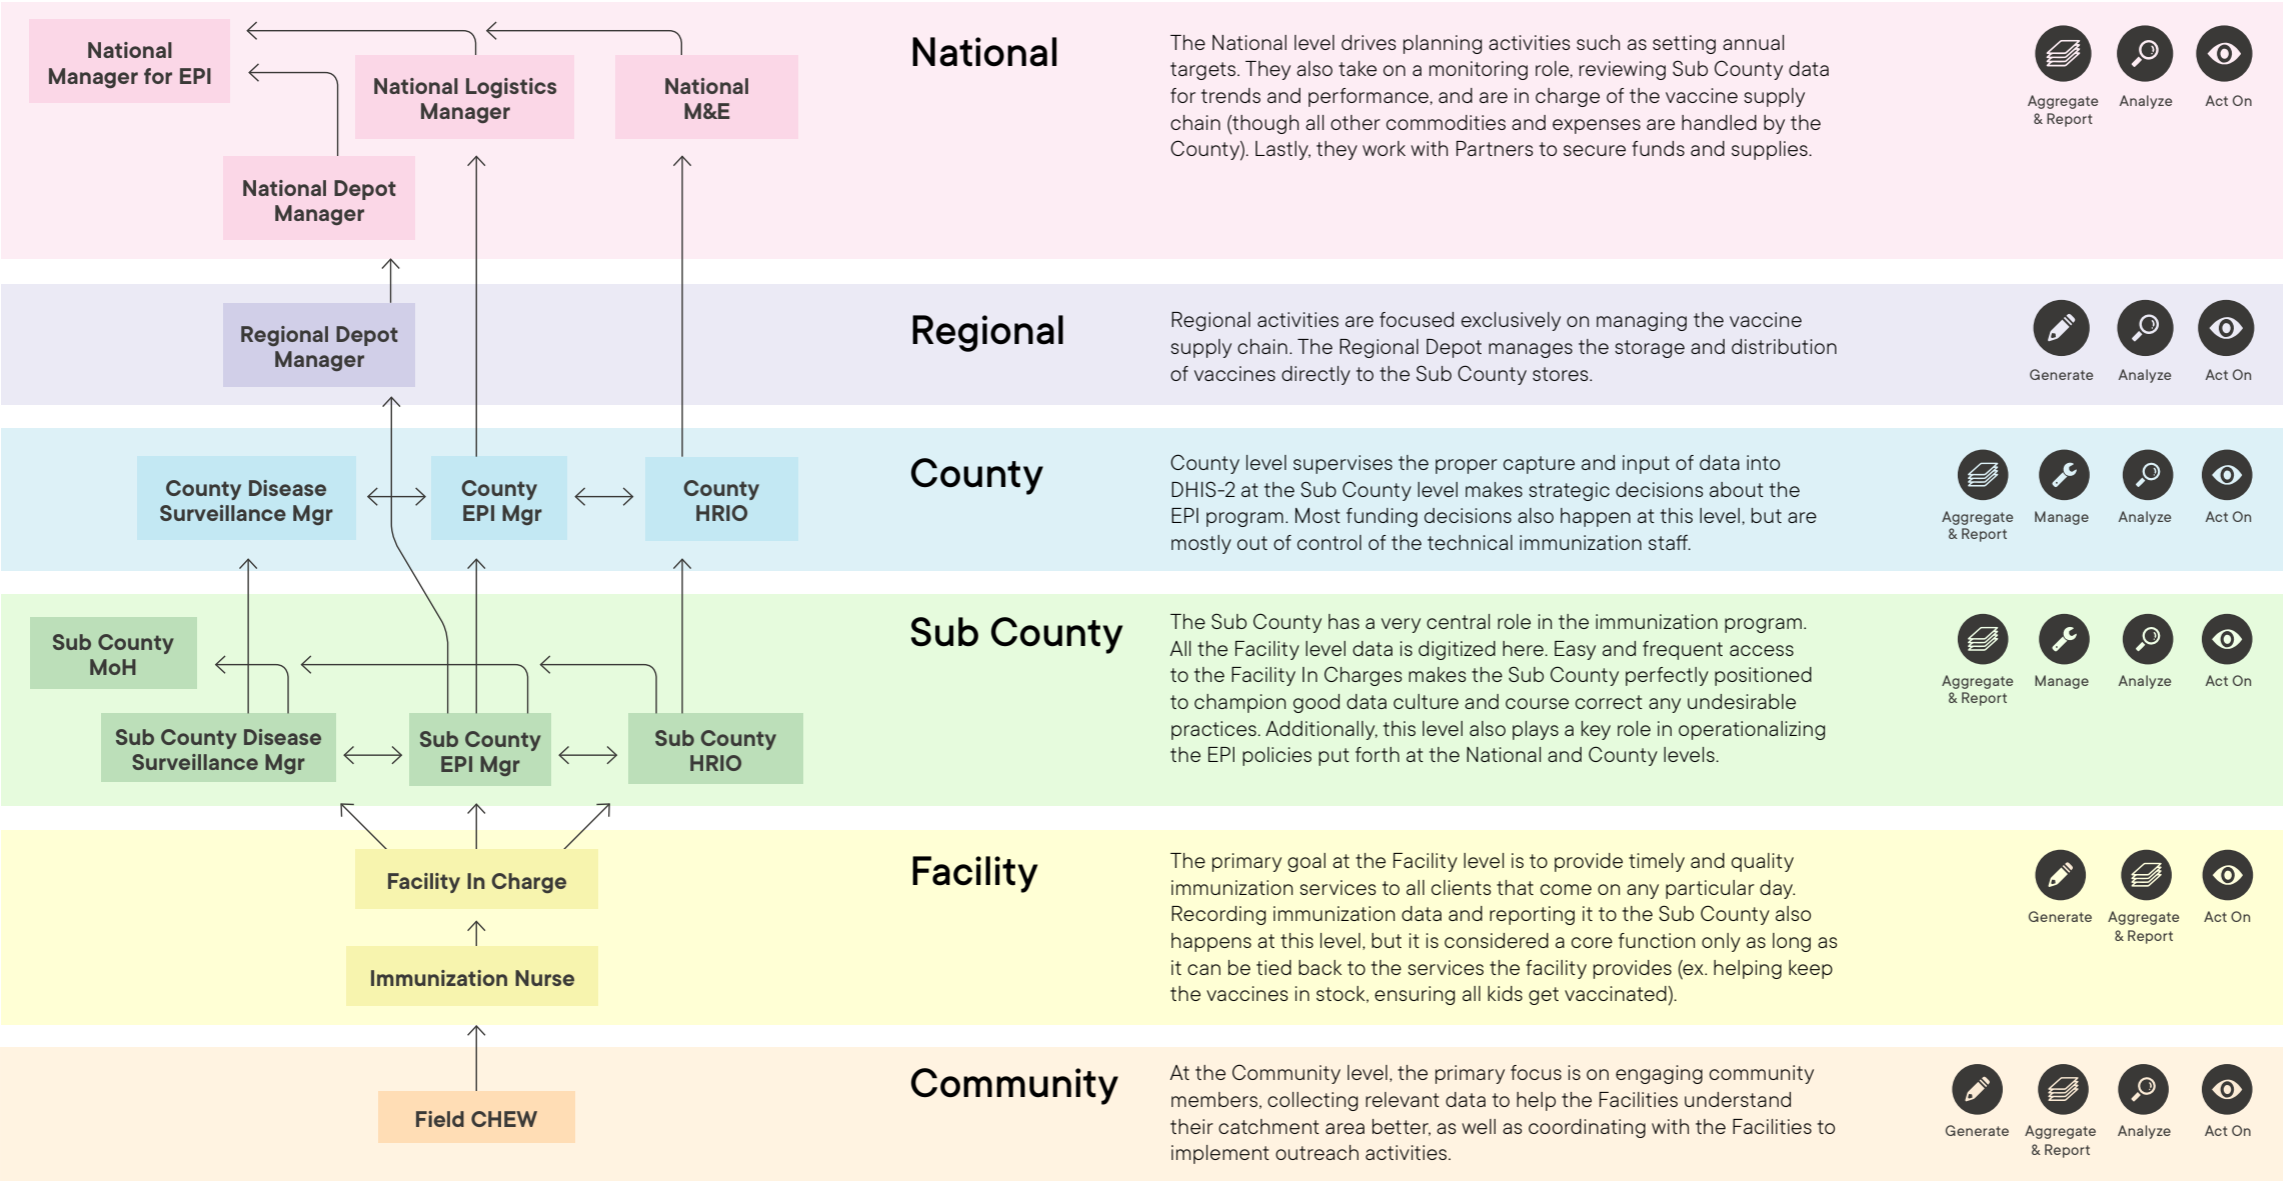 National
Manager for EPI
National Logistics
Manager
National
M&E
National Depot
Manager
National
The National level drives planning activities such as setting annual
targets. They also take on a monitoring role, reviewing Sub County data
for trends and performance, and are in charge of the vaccine supply
chain (though all other commodities and expenses are handled by the
County). Lastly, they work with Partners to secure funds and supplies.
Aggregate
& Report
Analyze
Act On
Regional Depot
Manager
Regional
Regional activities are focused exclusively on managing the vaccine
supply chain. The Regional Depot manages the storage and distribution
of vaccines directly to the Sub County stores.
Generate
Analyze
Act On
County Disease
Surveillance Mgr
County
EPI Mgr
County
HRIO
County
County level supervises the proper capture and input of data into
DHIS-2 at the Sub County level makes strategic decisions about the
EPI program. Most funding decisions also happen at this level, but are
mostly out of control of the technical immunization staff.
Aggregate
& Report
Manage
Analyze
Act On
Sub County
MoH
Sub County Disease
Surveillance Mgr
Sub County
EPI Mgr
Sub County
HRIO
Sub County
The Sub County has a very central role in the immunization program.
All the Facility level data is digitized here. Easy and frequent access
to the Facility In Charges makes the Sub County perfectly positioned
to champion good data culture and course correct any undesirable
practices. Additionally, this level also plays a key role in operationalizing
the EPI policies put forth at the National and County levels.
Aggregate
& Report
Manage
Analyze
Act On
Facility In Charge
Immunization Nurse
Facility
The primary goal at the Facility level is to provide timely and quality
immunization services to all clients that come on any particular day.
Recording immunization data and reporting it to the Sub County also
happens at this level, but it is considered a core function only as long as
it can be tied back to the services the facility provides (ex. helping keep
the vaccines in stock, ensuring all kids get vaccinated).
Generate
Aggregate
& Report
Act On
Field CHEW
Community
At the Community level, the primary focus is on engaging community
members, collecting relevant data to help the Facilities understand
their catchment area better, as well as coordinating with the Facilities to
implement outreach activities.
Generate
Aggregate
& Report
Analyze
Act On